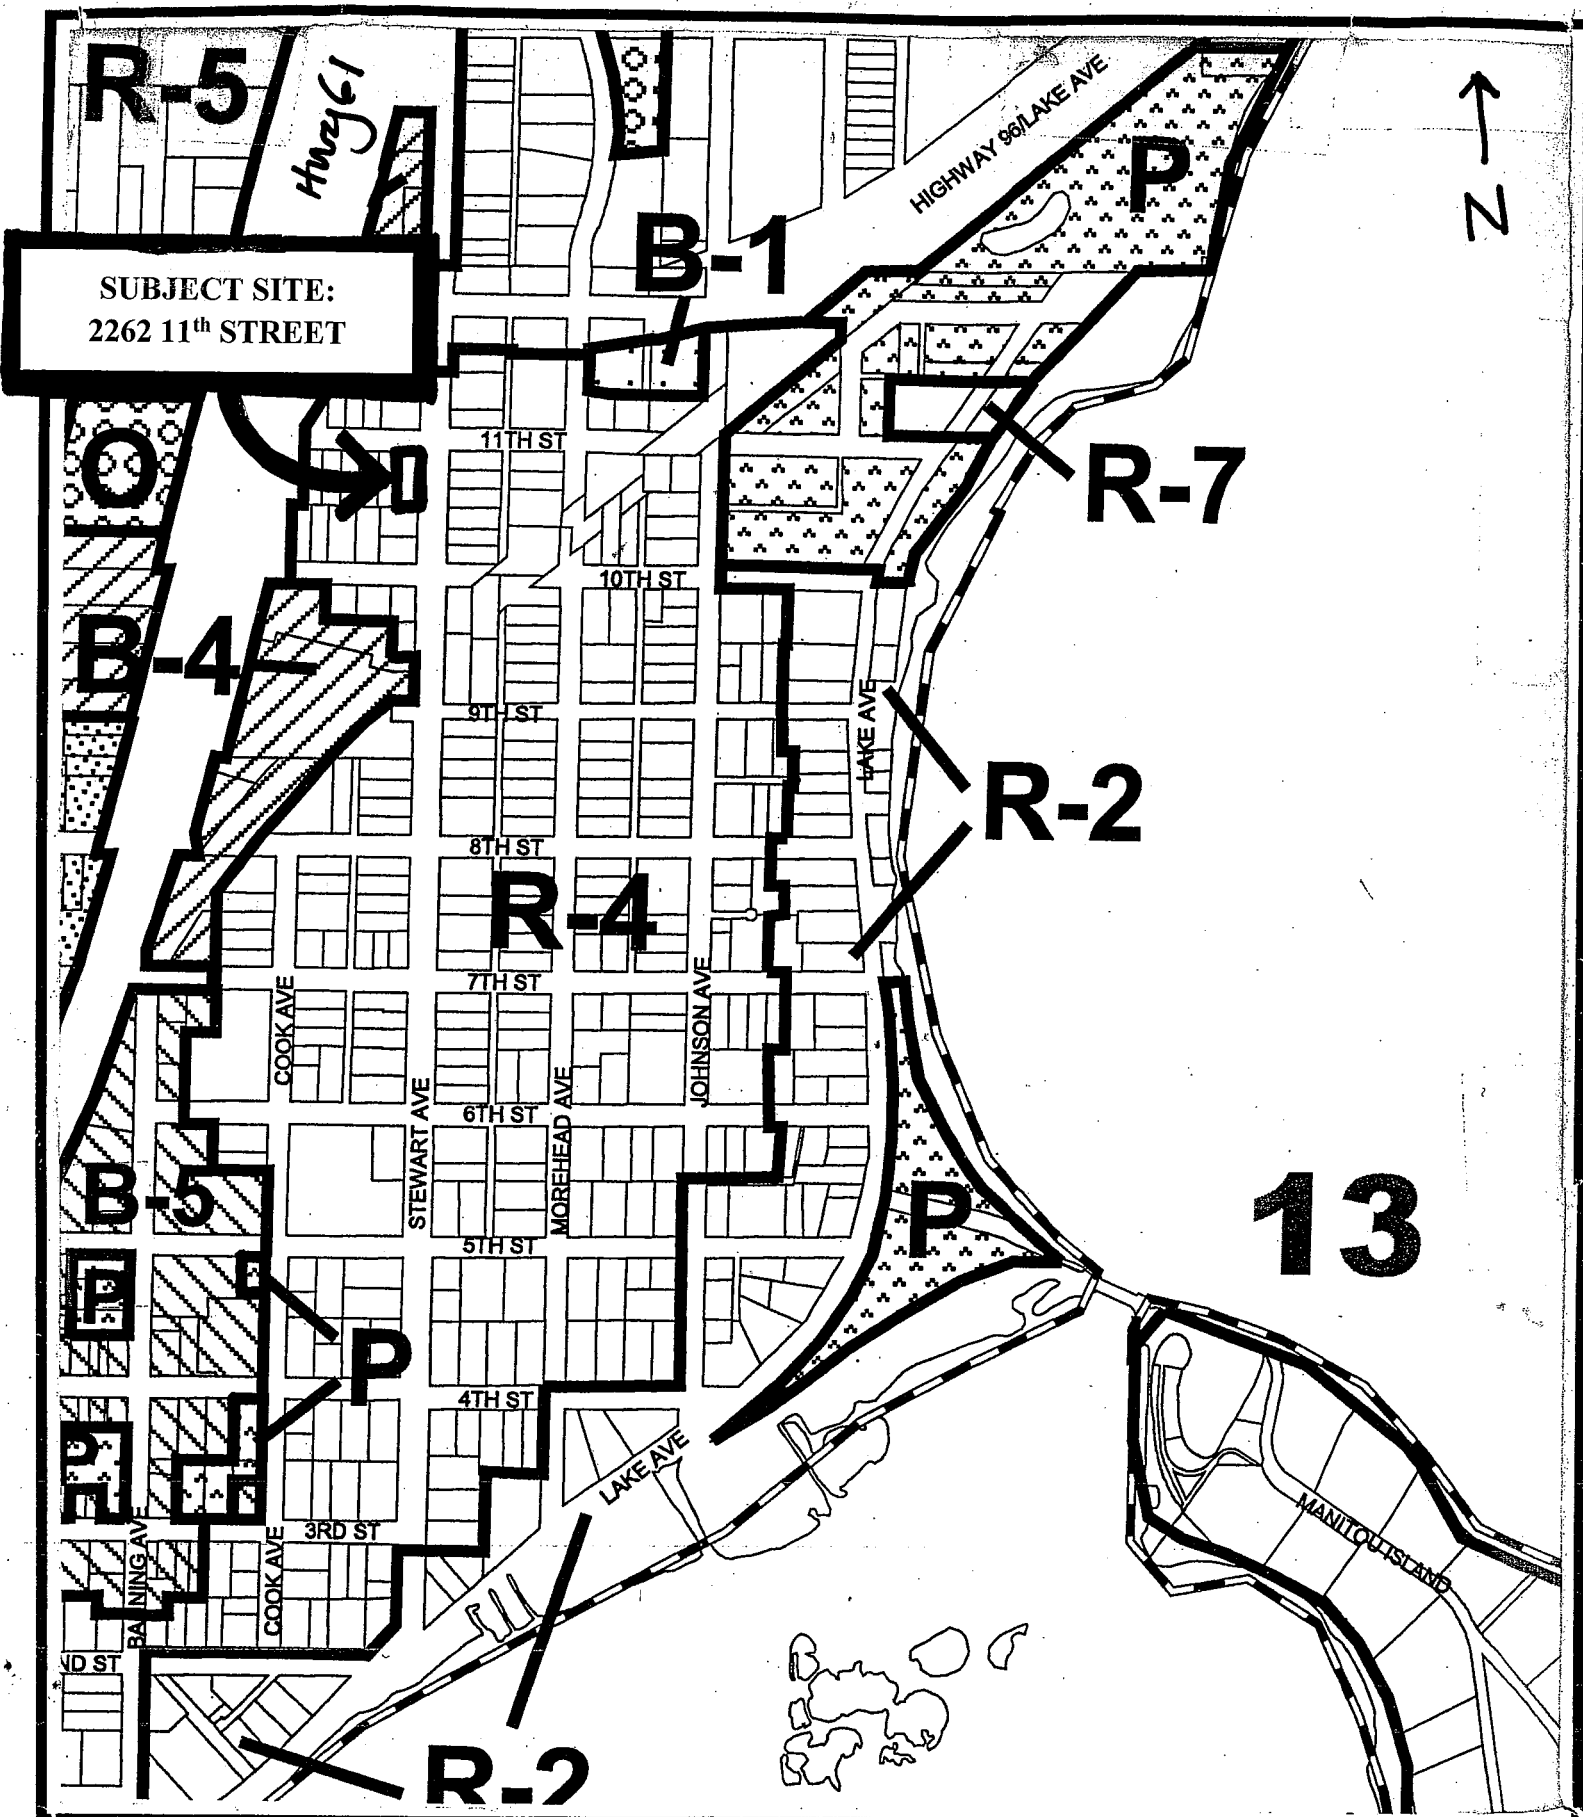 R-5
Hwy 61
HIGHWAY 96/LAKE AVE
P
N
B-1
SUBJECT SITE:
2262 11th STREET
11TH ST
O
R-7
10TH ST
B-4
9TH ST
LAKE AVE
R-2
8TH ST
R-4
7TH ST
COOK AVE
JOHNSON AVE
STEWART AVE
MOREHEAD AVE
6TH ST
B-5
P
13
5TH ST
P
P
4TH ST
P
LAKE AVE
MANITOU ISLAND
3RD ST
BANNING AVE
COOK AVE
ND ST
R-2